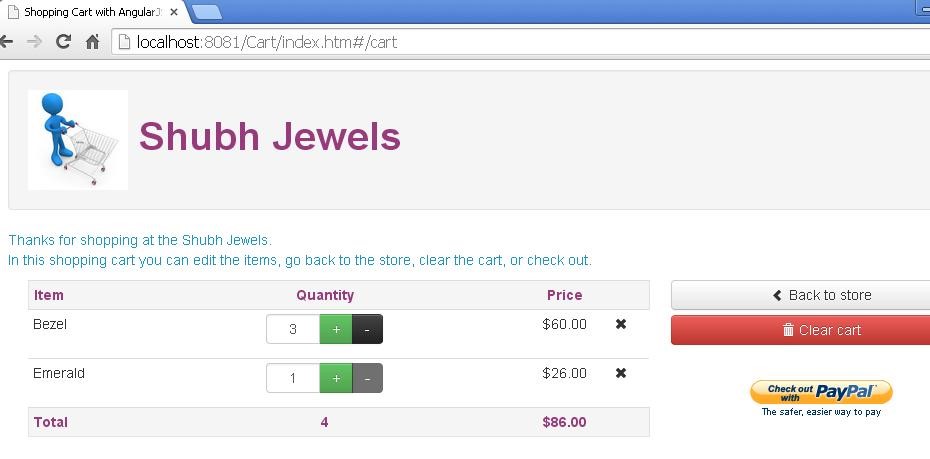 Shopping Cart with AngularJS
localhost:8081/Cart/index.htm#/cart
Shubh Jewels
Thanks for shopping at the Shubh Jewels.
In this shopping cart you can edit the items, go back to the store, clear the cart, or check out.
Item Quantity Price
Bezel 3 + - $60.00 ✖
Emerald 1 + - $26.00 ✖
Total 4 $86.00
Back to store
Clear cart
Check out with PayPal
The safer, easier way to pay